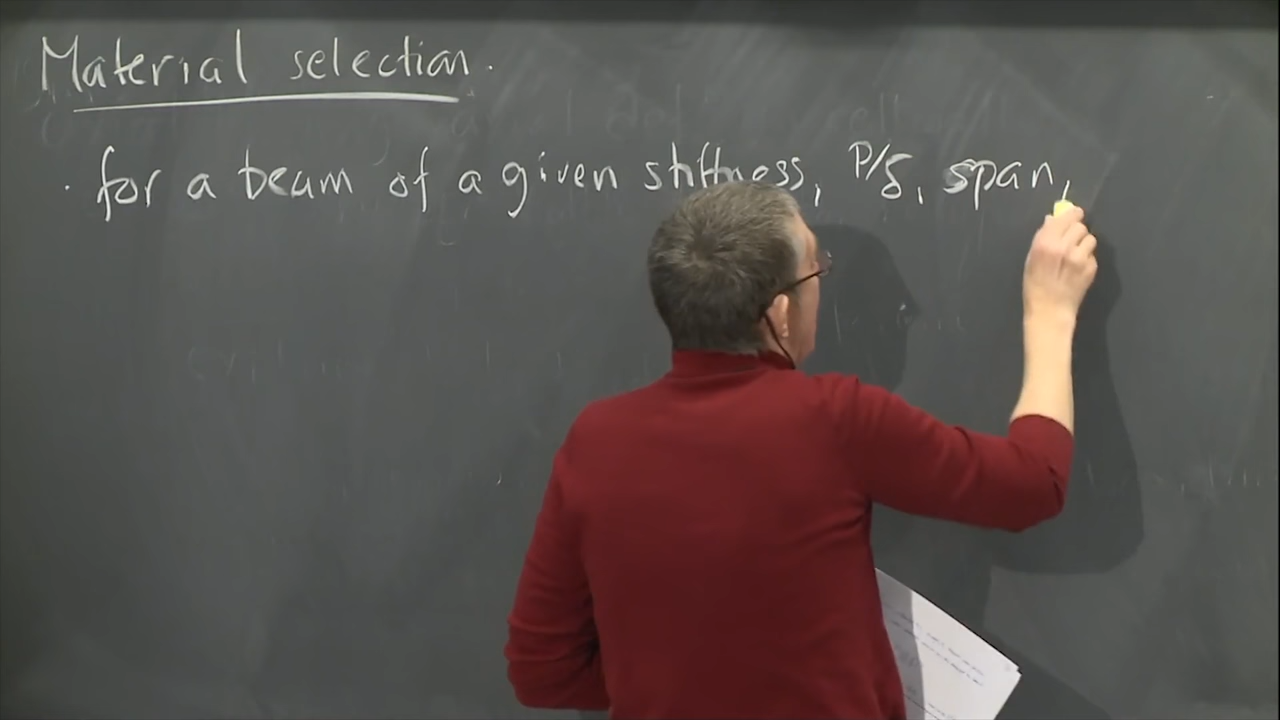 Material selection.
· for a beam of a given stiffness, P/δ, span,